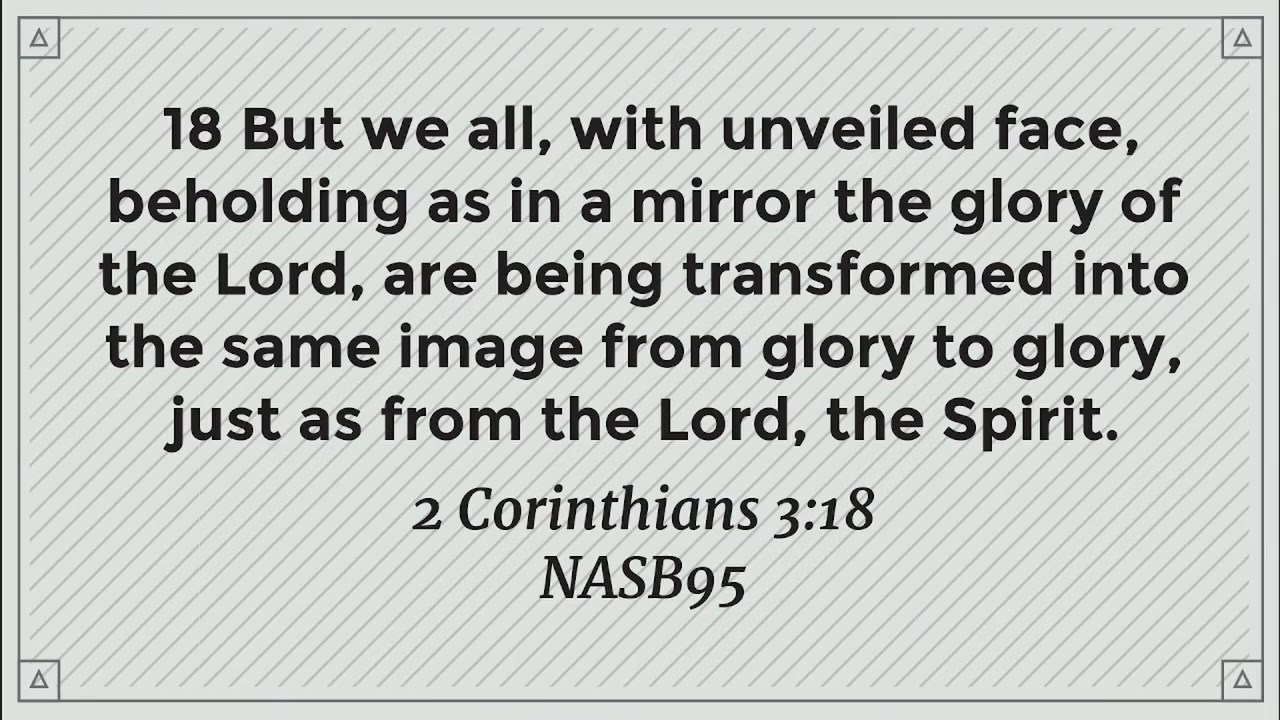 18 But we all, with unveiled face,
beholding as in a mirror the glory of
the Lord, are being transformed into
the same image from glory to glory,
just as from the Lord, the Spirit.
2 Corinthians 3:18
NASB95